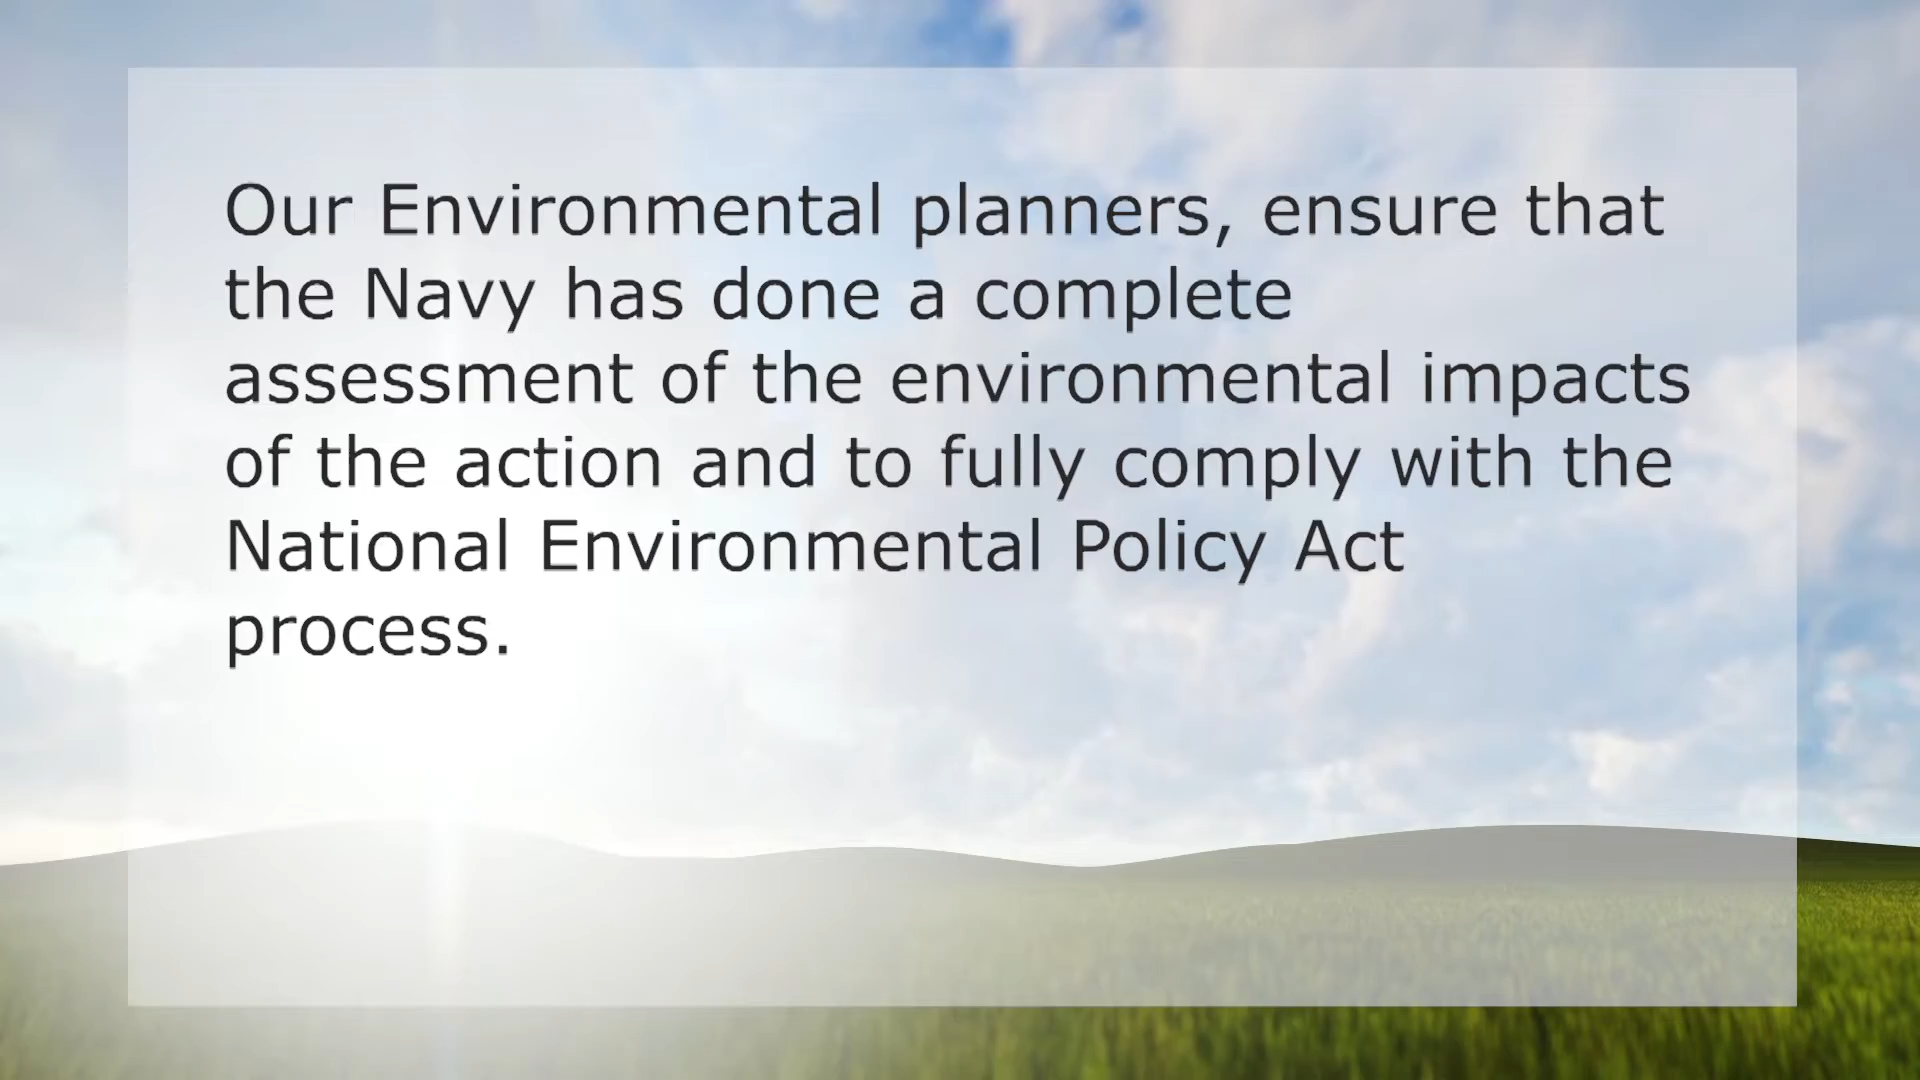 Our Environmental planners, ensure that
the Navy has done a complete
assessment of the environmental impacts
of the action and to fully comply with the
National Environmental Policy Act
process.